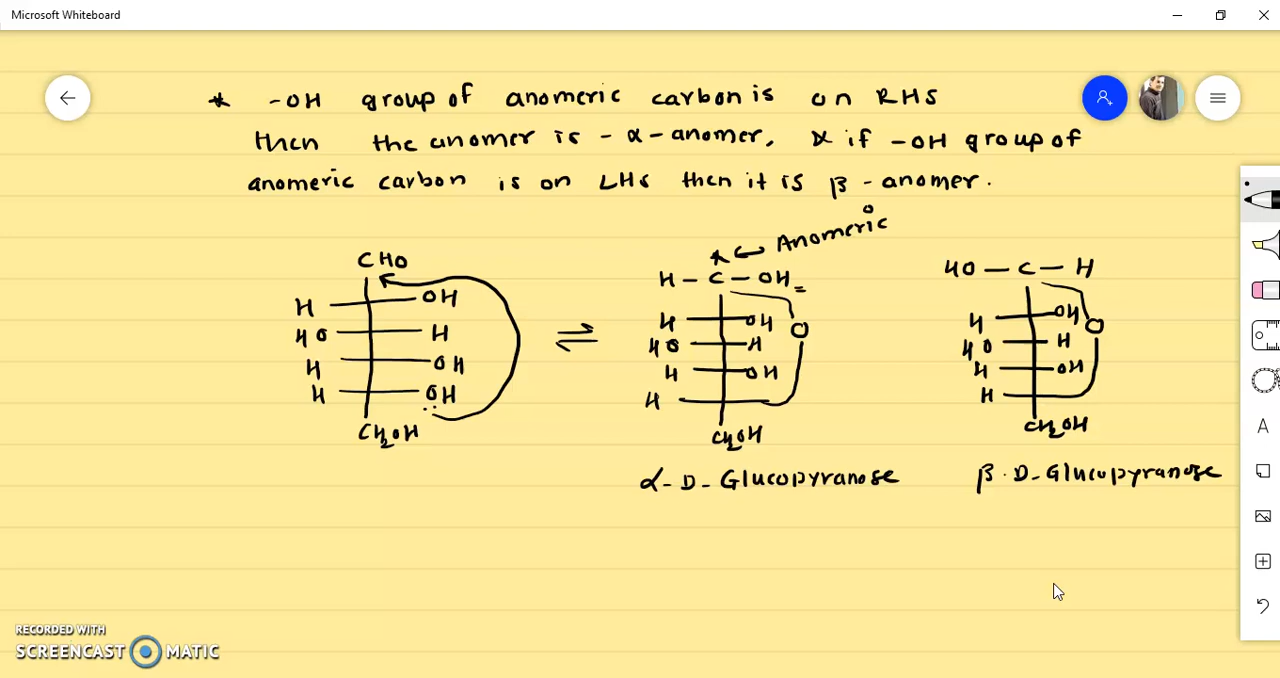 Microsoft Whiteboard
* -OH group of anomeric carbon is on RHS
then the anomer is - α - anomer, & if -OH group of
anomeric carbon is on LHS then it is β - anomer.
Anomeric
CHO
H OH
HO H
H OH
H OH
CH2OH
⇌
*
H - C - OH
H OH
HO H
H OH
H
O
CH2OH
α - D - Glucopyranose
HO - C - H
H OH
HO H
H OH
H
O
CH2OH
β - D - Glucopyranose
A
RECORDED WITH
SCREENCAST MATIC